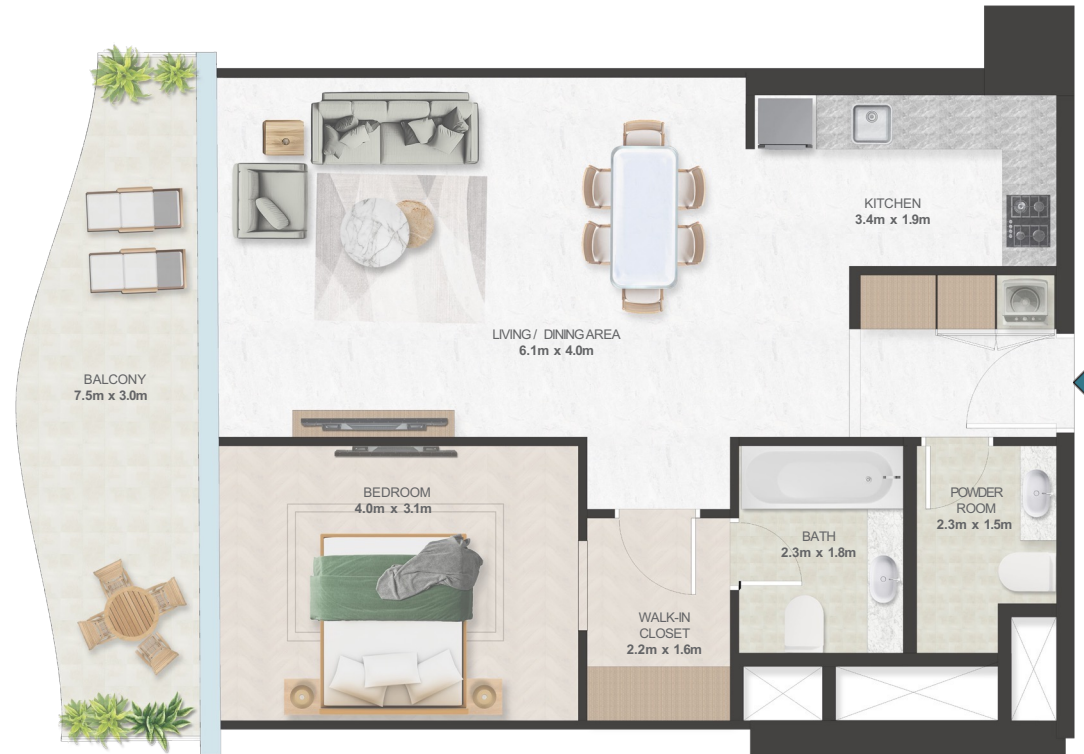 KITCHEN
3.4m x 1.9m
LIVING / DINING AREA
6.1m x 4.0m
BALCONY
7.5m x 3.0m
BEDROOM
4.0m x 3.1m
POWDER
ROOM
2.3m x 1.5m
BATH
2.3m x 1.8m
WALK-IN
CLOSET
2.2m x 1.6m